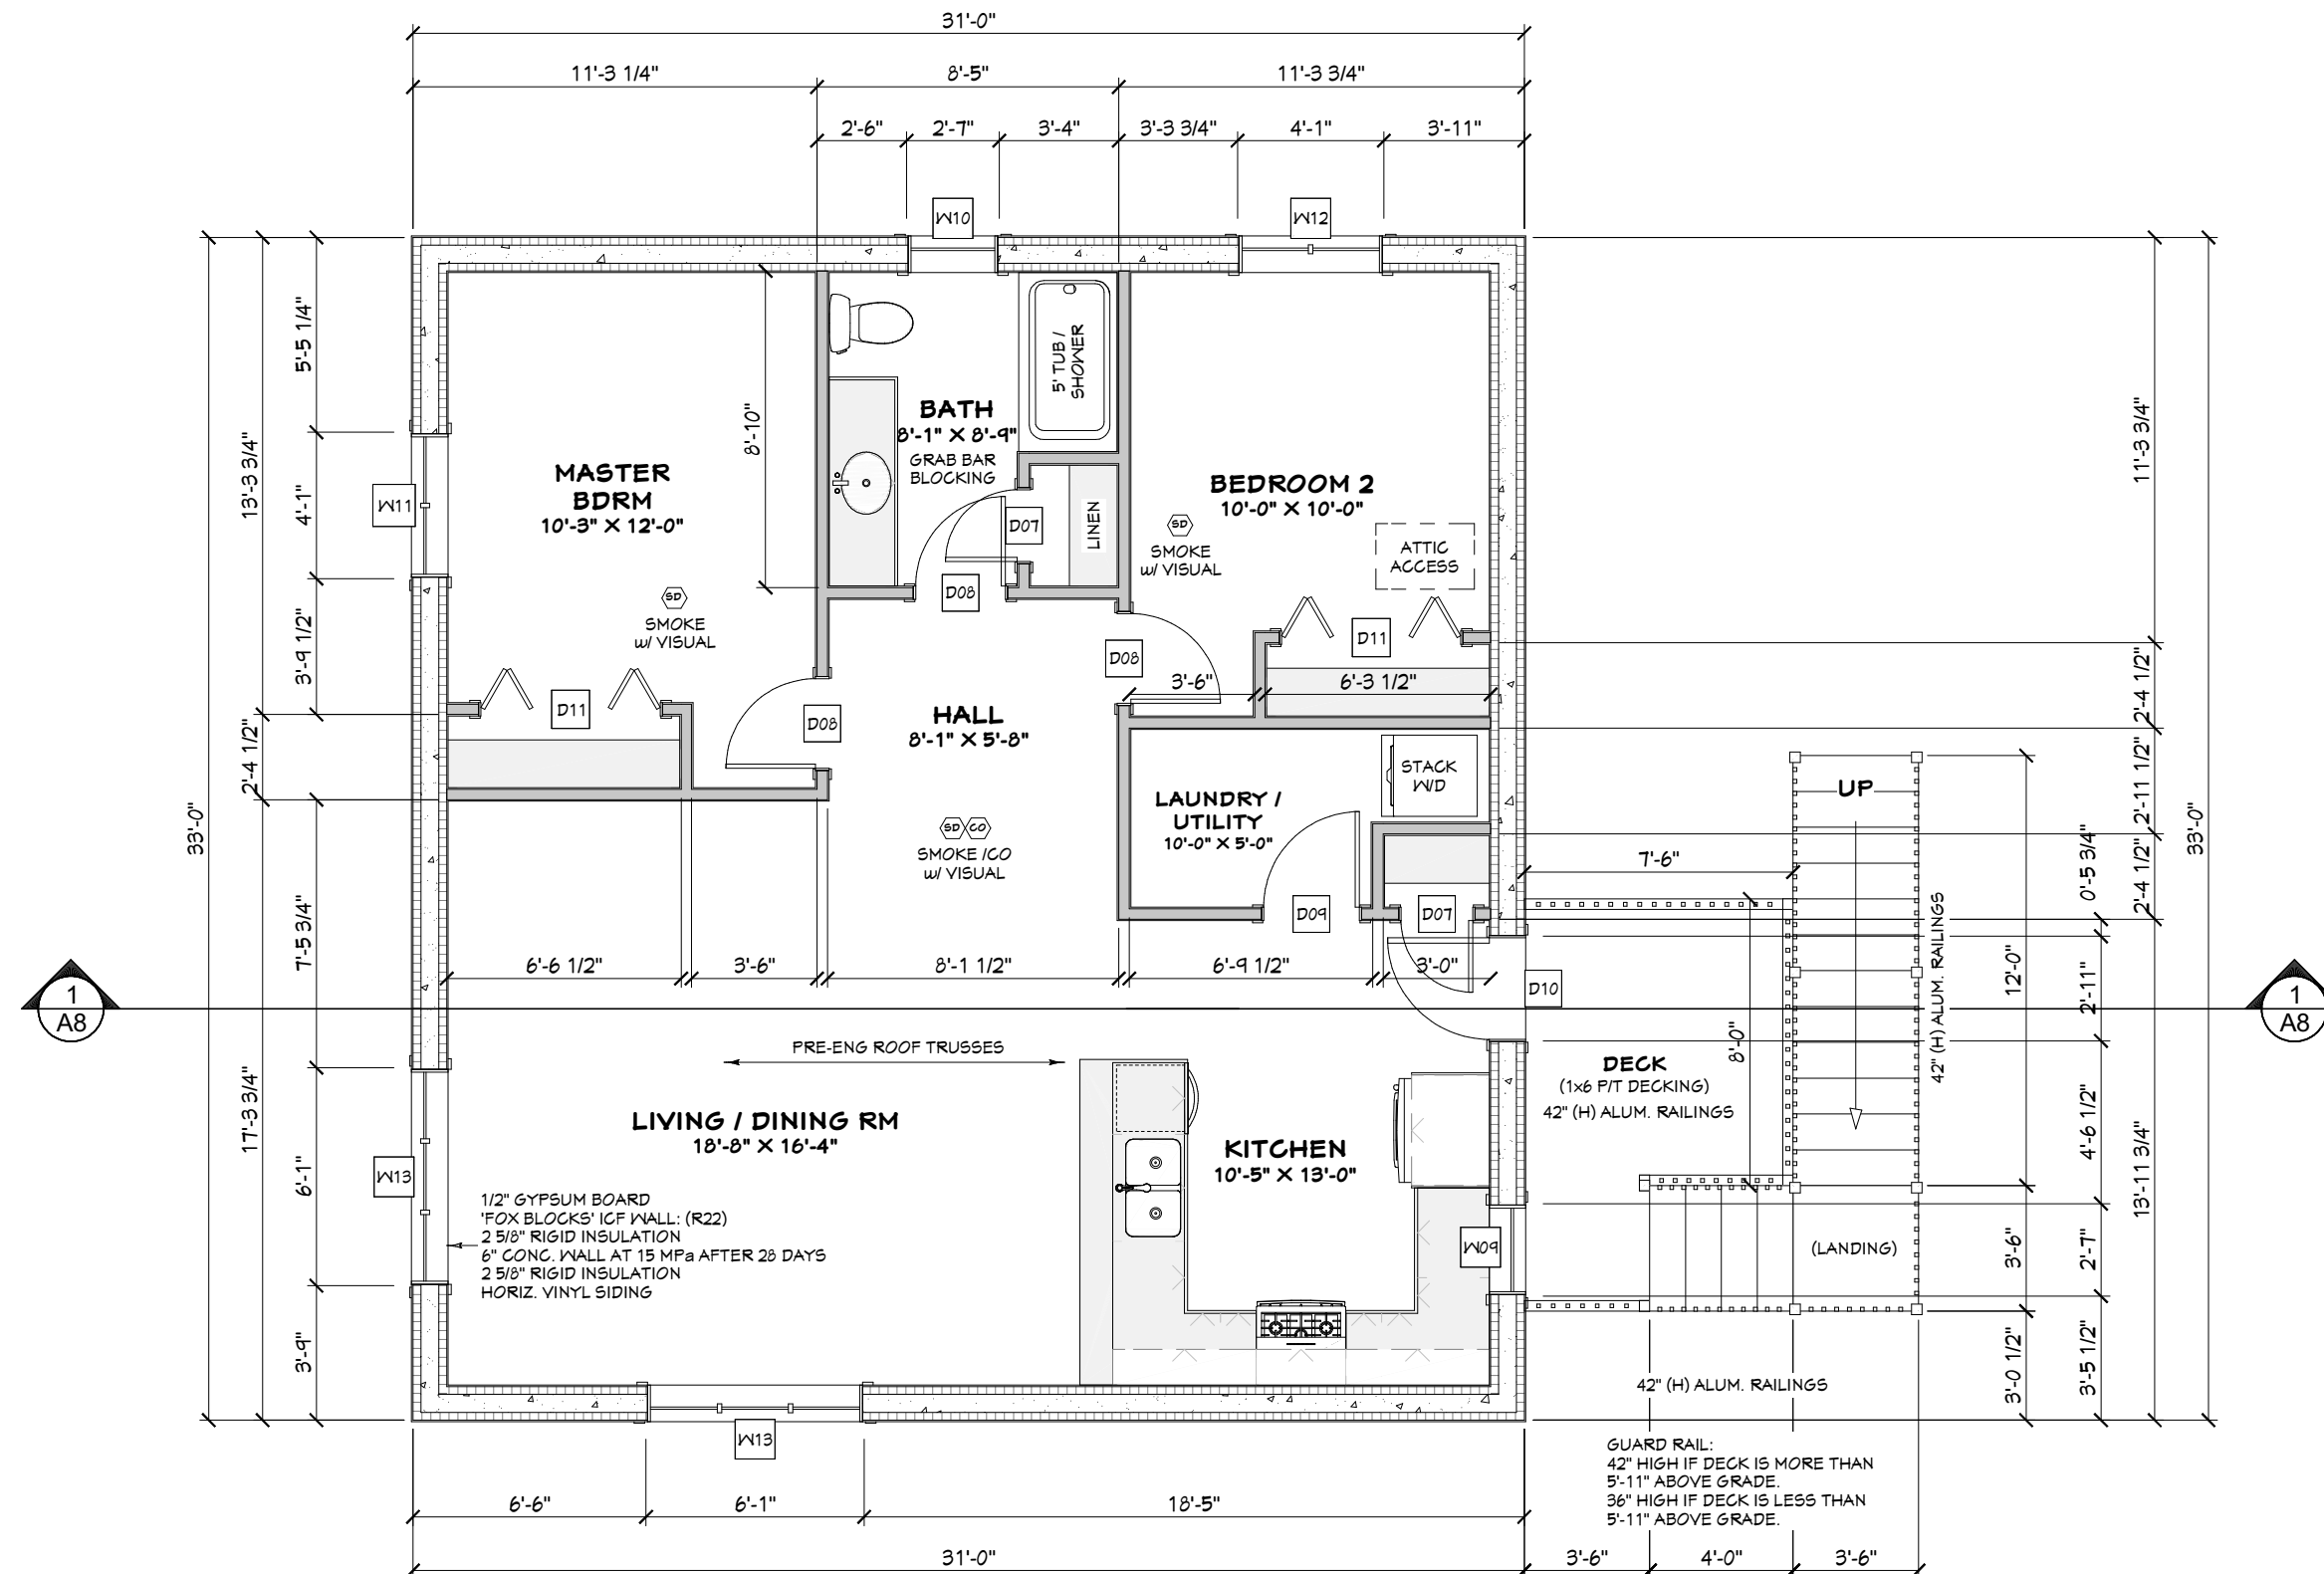 31'-0"
11'-3 1/4"
8'-5"
11'-3 3/4"
2'-6"
2'-7"
3'-4"
3'-3 3/4"
4'-1"
3'-11"
W10
W12
5'-5 1/4"
13'-3 3/4"
4'-1"
W11
3'-9 1/2"
2'-4 1/2"
33'-0"
7'-5 3/4"
17'-3 3/4"
6'-1"
W13
3'-9"
MASTER
BDRM
10'-3" X 12'-0"
8'-10"
SD
SMOKE
w/ VISUAL
D11
D08
BATH
8'-1" X 8'-9"
GRAB BAR
BLOCKING
5' TUB /
SHOWER
D07
LINEN
D08
BEDROOM 2
10'-0" X 10'-0"
SD
SMOKE
w/ VISUAL
ATTIC
ACCESS
D11
D08
3'-6"
6'-3 1/2"
HALL
8'-1" X 5'-8"
SD
CO
SMOKE /CO
w/ VISUAL
STACK
W/D
LAUNDRY /
UTILITY
10'-0" X 5'-0"
D09
D07
D10
6'-6 1/2"
3'-6"
8'-1 1/2"
6'-9 1/2"
3'-0"
1
A8
1
A8
PRE-ENG ROOF TRUSSES
LIVING / DINING RM
18'-8" X 16'-4"
KITCHEN
10'-5" X 13'-0"
W09
1/2" GYPSUM BOARD
'FOX BLOCKS' ICF WALL: (R22)
2 5/8" RIGID INSULATION
6" CONC. WALL AT 15 MPa AFTER 28 DAYS
2 5/8" RIGID INSULATION
HORIZ. VINYL SIDING
W13
6'-6"
6'-1"
18'-5"
31'-0"
3'-6"
4'-0"
3'-6"
UP
7'-6"
8'-0"
DECK
(1x6 P/T DECKING)
42" (H) ALUM. RAILINGS
42" (H) ALUM. RAILINGS
(LANDING)
42" (H) ALUM. RAILINGS
GUARD RAIL:
42" HIGH IF DECK IS MORE THAN
5'-11" ABOVE GRADE.
36" HIGH IF DECK IS LESS THAN
5'-11" ABOVE GRADE.
12'-0"
3'-6"
3'-0 1/2"
0'-5 3/4"
2'-11"
4'-6 1/2"
2'-7"
3'-5 1/2"
11'-3 3/4"
2'-4 1/2"
2'-11 1/2"
2'-4 1/2"
13'-11 3/4"
33'-0"